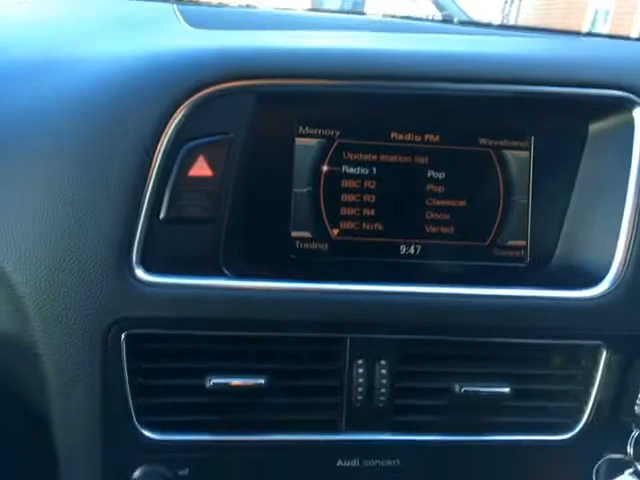 Memory Radio FM Waveband
Update station list
Radio 1 Pop
BBC R2 Pop
BBC R3 Classical
BBC R4 Docu
BBC Nrfk Varied
Tuning 9:47 Sound
Audi concert